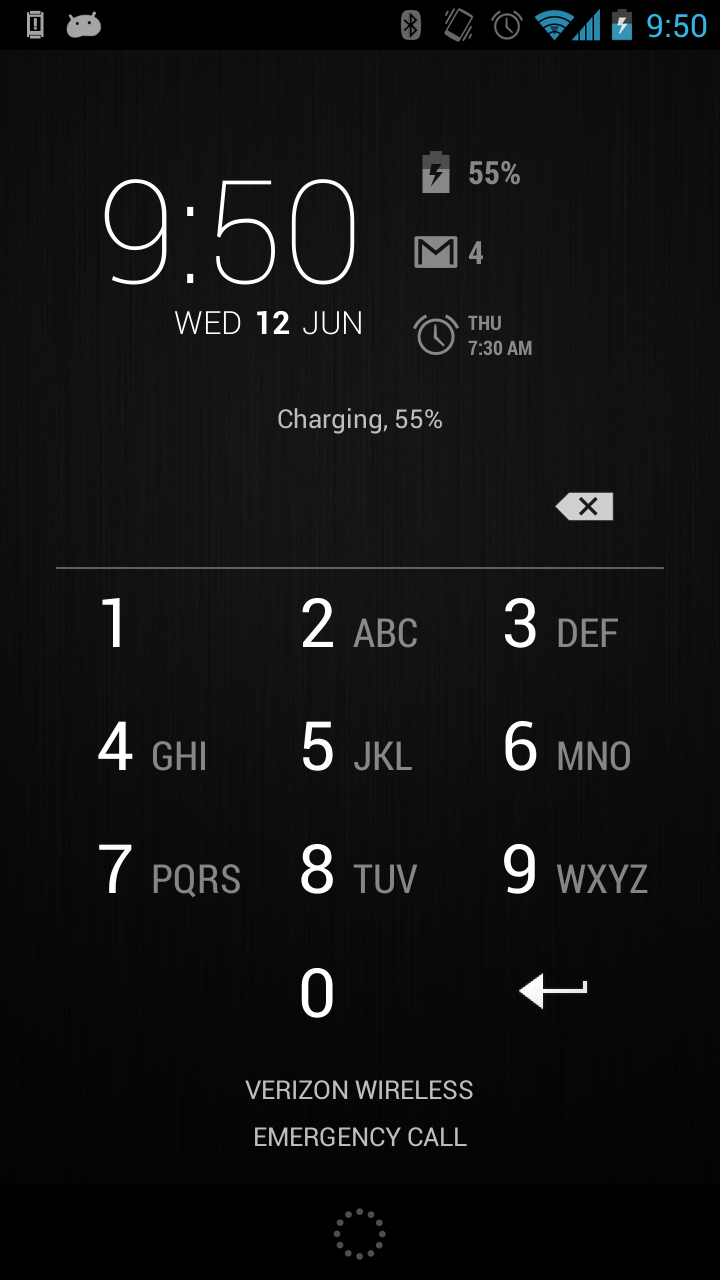 9:50
9:50
WED 12 JUN
55%
4
THU
7:30 AM
Charging, 55%
1
2 ABC
3 DEF
4 GHI
5 JKL
6 MNO
7 PQRS
8 TUV
9 WXYZ
0
VERIZON WIRELESS
EMERGENCY CALL